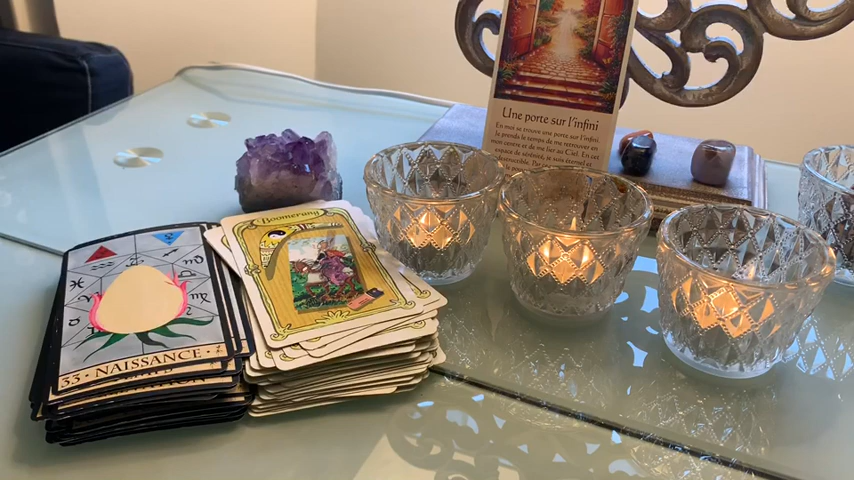 Une porte sur l'infini
En moi se trouve une porte sur l'infini.
Je prends le temps de me retrouver en
mon centre et de me lier au Ciel. En cet
espace de sérénité, je suis éternel et
Boomerang
33 · NAISSANCE ·